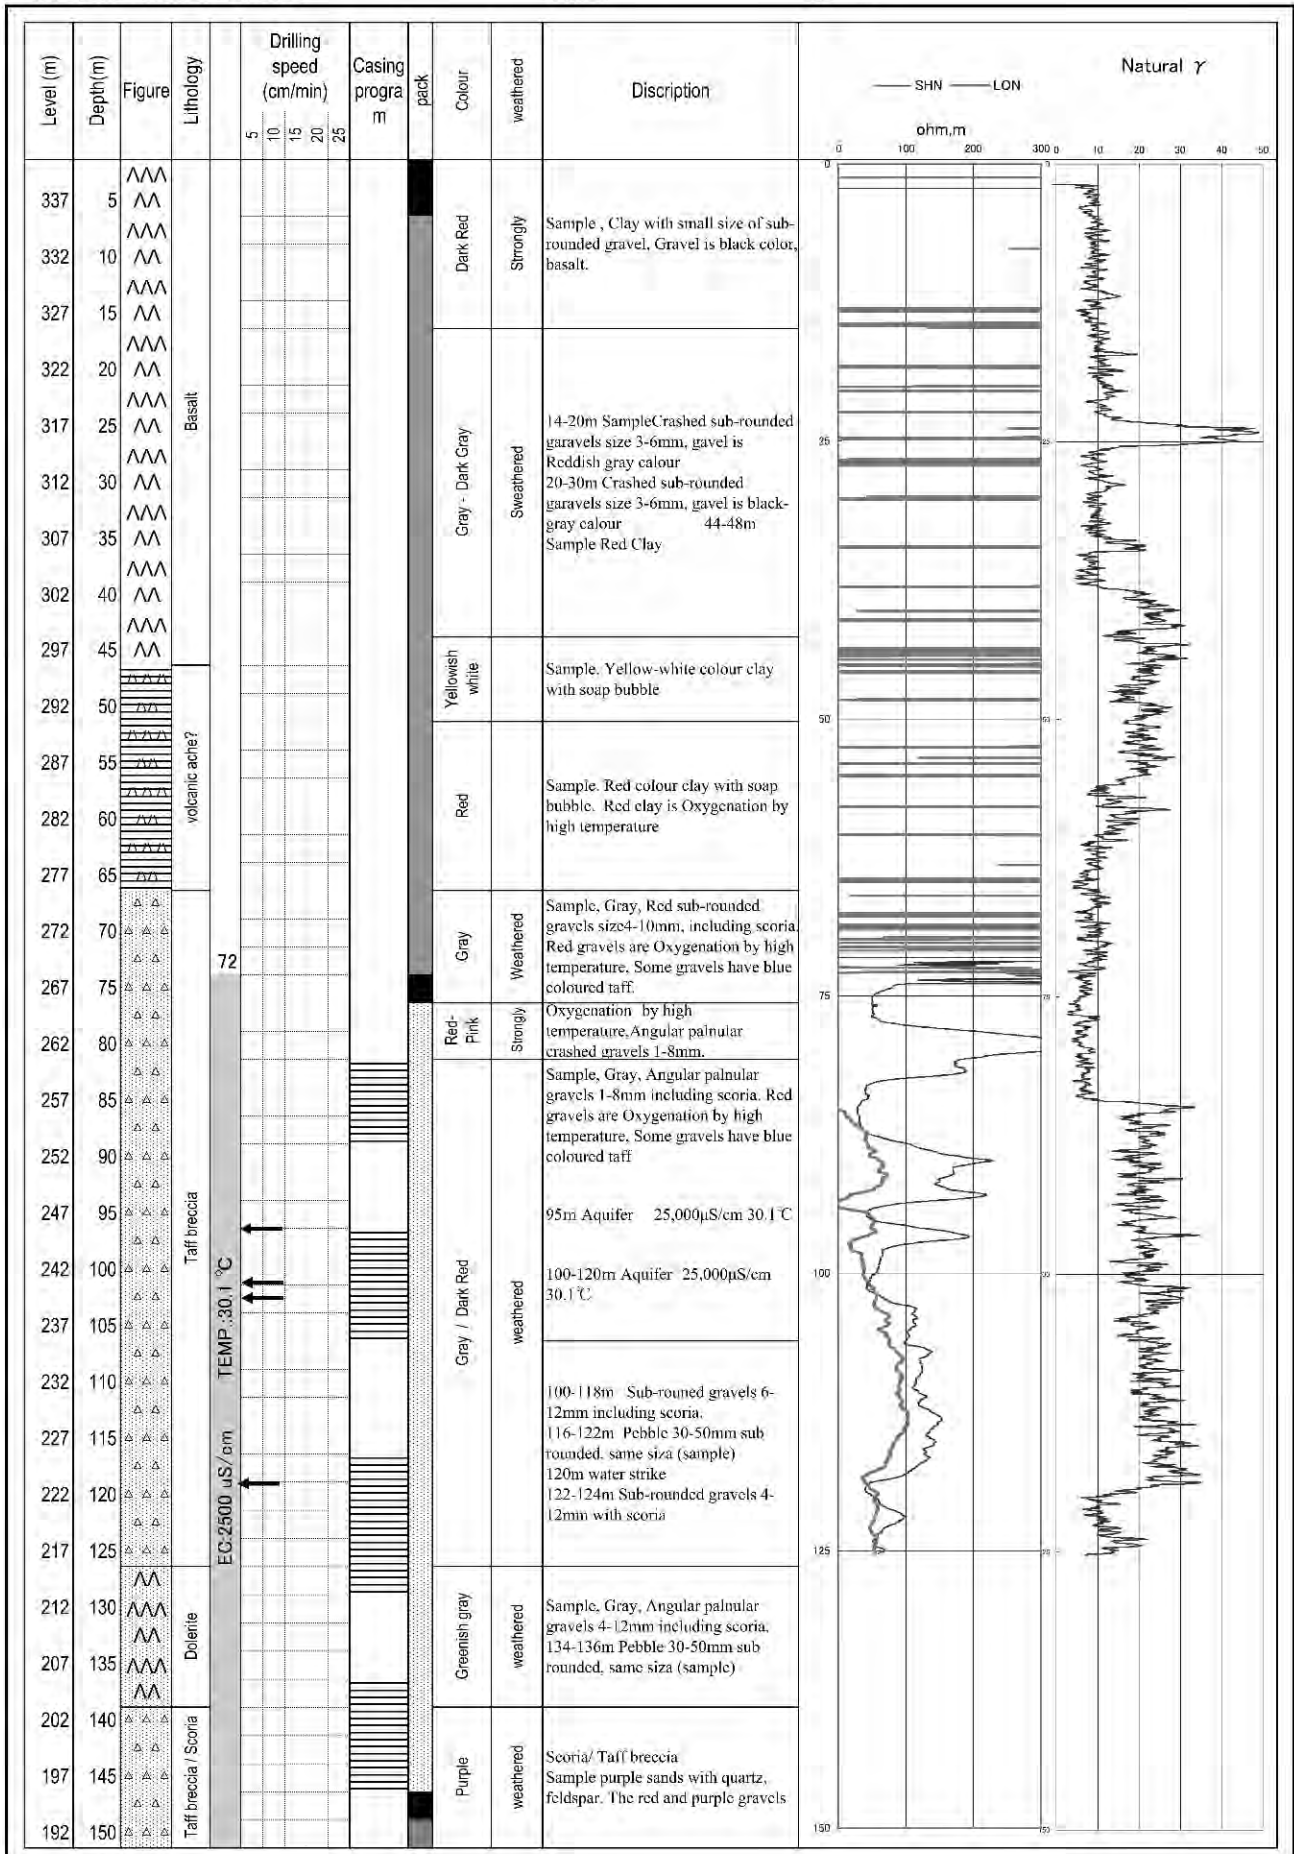 Level (m)
Depth(m)
Figure
Lithology
Drilling
speed
(cm/min)
5 10 15 20 25
Casing
progra
m
pack
Colour
weathered
Discription
SHN LON
ohm,m
0 100 200 300
Natural γ
0 10 20 30 40 50
337 5
332 10
327 15
322 20
317 25
312 30
307 35
302 40
297 45
292 50
287 55
282 60
277 65
272 70
267 75
262 80
257 85
252 90
247 95
242 100
237 105
232 110
227 115
222 120
217 125
212 130
207 135
202 140
197 145
192 150
Basalt
volcanic ache?
Taff breccia
Dolerite
Taff breccia / Scoria
72
EC:2500 uS/cm TEMP.:30.1 °C
Dark Red
Strrongly
Sample , Clay with small size of sub-
rounded gravel, Gravel is black color,
basalt.
Gray - Dark Gray
Sweathered
14-20m SampleCrashed sub-rounded
garavels size 3-6mm, gavel is
Reddish gray calour
20-30m Crashed sub-rounded
garavels size 3-6mm, gavel is black-
gray calour 44-48m
Sample Red Clay
Yellowish
white
Sample. Yellow-white colour clay
with soap bubble
Red
Sample. Red colour clay with soap
bubble. Red clay is Oxygenation by
high temperature
Gray
Weathered
Sample, Gray, Red sub-rounded
gravels size4-10mm, including scoria.
Red gravels are Oxygenation by high
temperature, Some gravels have blue
coloured taff.
Red-
Pink
Strongly
Oxygenation by high
temperature,Angular palnular
crashed gravels 1-8mm.
Gray / Dark Red
weathered
Sample, Gray, Angular palnular
gravels 1-8mm including scoria. Red
gravels are Oxygenation by high
temperature, Some gravels have blue
coloured taff
95m Aquifer 25,000μS/cm 30.1℃
100-120m Aquifer 25,000μS/cm
30.1℃
100-118m Sub-rouned gravels 6-
12mm including scoria.
116-122m Pebble 30-50mm sub
rounded, same siza (sample)
120m water strike
122-124m Sub-rounded gravels 4-
12mm with scoria
Greenish gray
weathered
Sample, Gray, Angular palnular
gravels 4-12mm including scoria.
134-136m Pebble 30-50mm sub
rounded, same siza (sample)
Purple
weathered
Scoria/ Taff breccia
Sample purple sands with quartz,
feldspar. The red and purple gravels
0
25
50
75
100
125
150